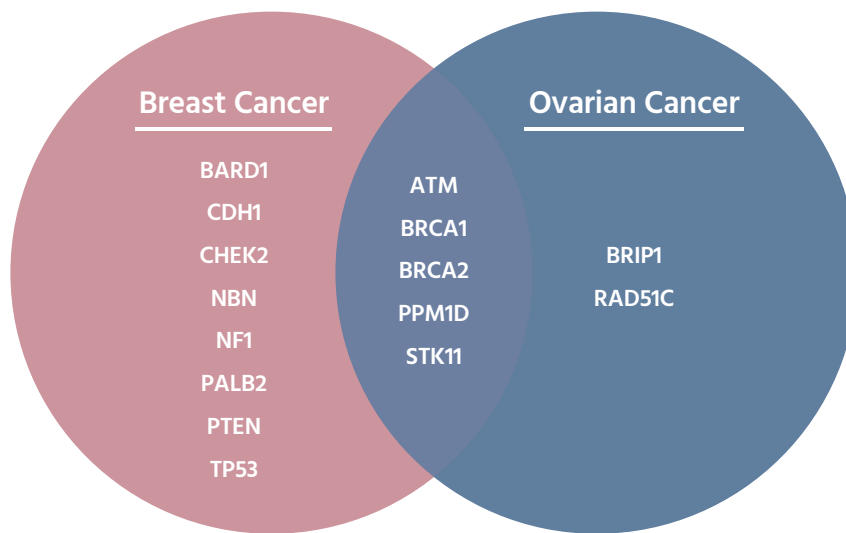 Breast Cancer
BARD1
CDH1
CHEK2
NBN
NF1
PALB2
PTEN
TP53
ATM
BRCA1
BRCA2
PPM1D
STK11
Ovarian Cancer
BRIP1
RAD51C